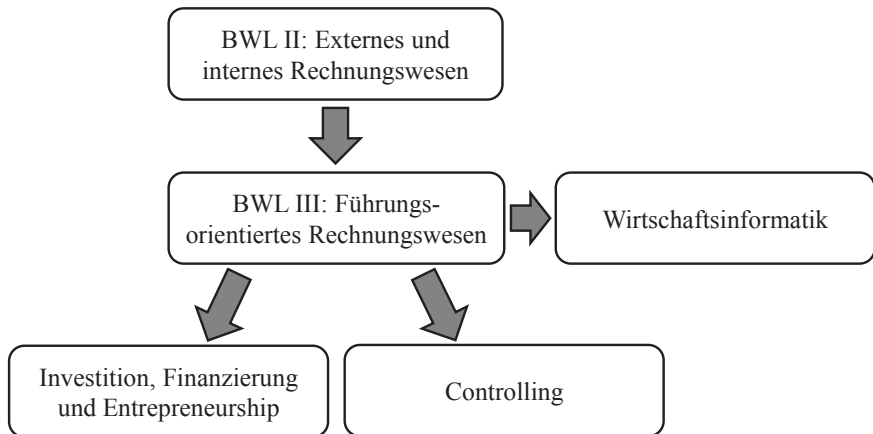 BWL II: Externes und
internes Rechnungswesen
BWL III: Führungs-
orientiertes Rechnungswesen
Wirtschaftsinformatik
Investition, Finanzierung
und Entrepreneurship
Controlling